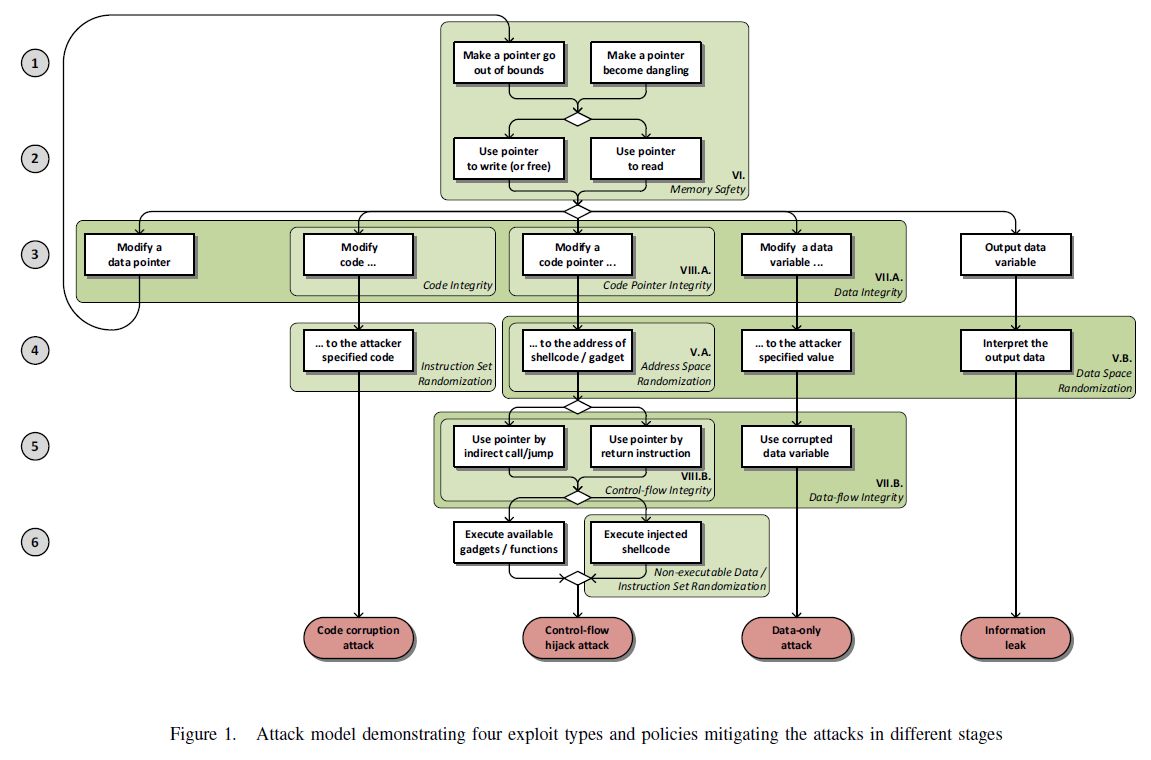 1
Make a pointer go
out of bounds
Make a pointer
become dangling
2
Use pointer
to write (or free)
Use pointer
to read
VI.
Memory Safety
3
Modify a
data pointer
Modify
code ...
Code Integrity
Modify a
code pointer ...
VIII.A.
Code Pointer Integrity
Modify a data
variable ...
VII.A.
Data Integrity
Output data
variable
4
... to the attacker
specified code
Instruction Set
Randomization
... to the address of
shellcode / gadget
V.A.
Address Space
Randomization
... to the attacker
specified value
Interpret the
output data
V.B.
Data Space
Randomization
5
Use pointer by
indirect call/jump
Use pointer by
return instruction
VIII.B.
Control-flow Integrity
Use corrupted
data variable
VII.B.
Data-flow Integrity
6
Execute available
gadgets / functions
Execute injected
shellcode
Non-executable Data /
Instruction Set Randomization
Code corruption
attack
Control-flow
hijack attack
Data-only
attack
Information
leak
Figure 1. Attack model demonstrating four exploit types and policies mitigating the attacks in different stages